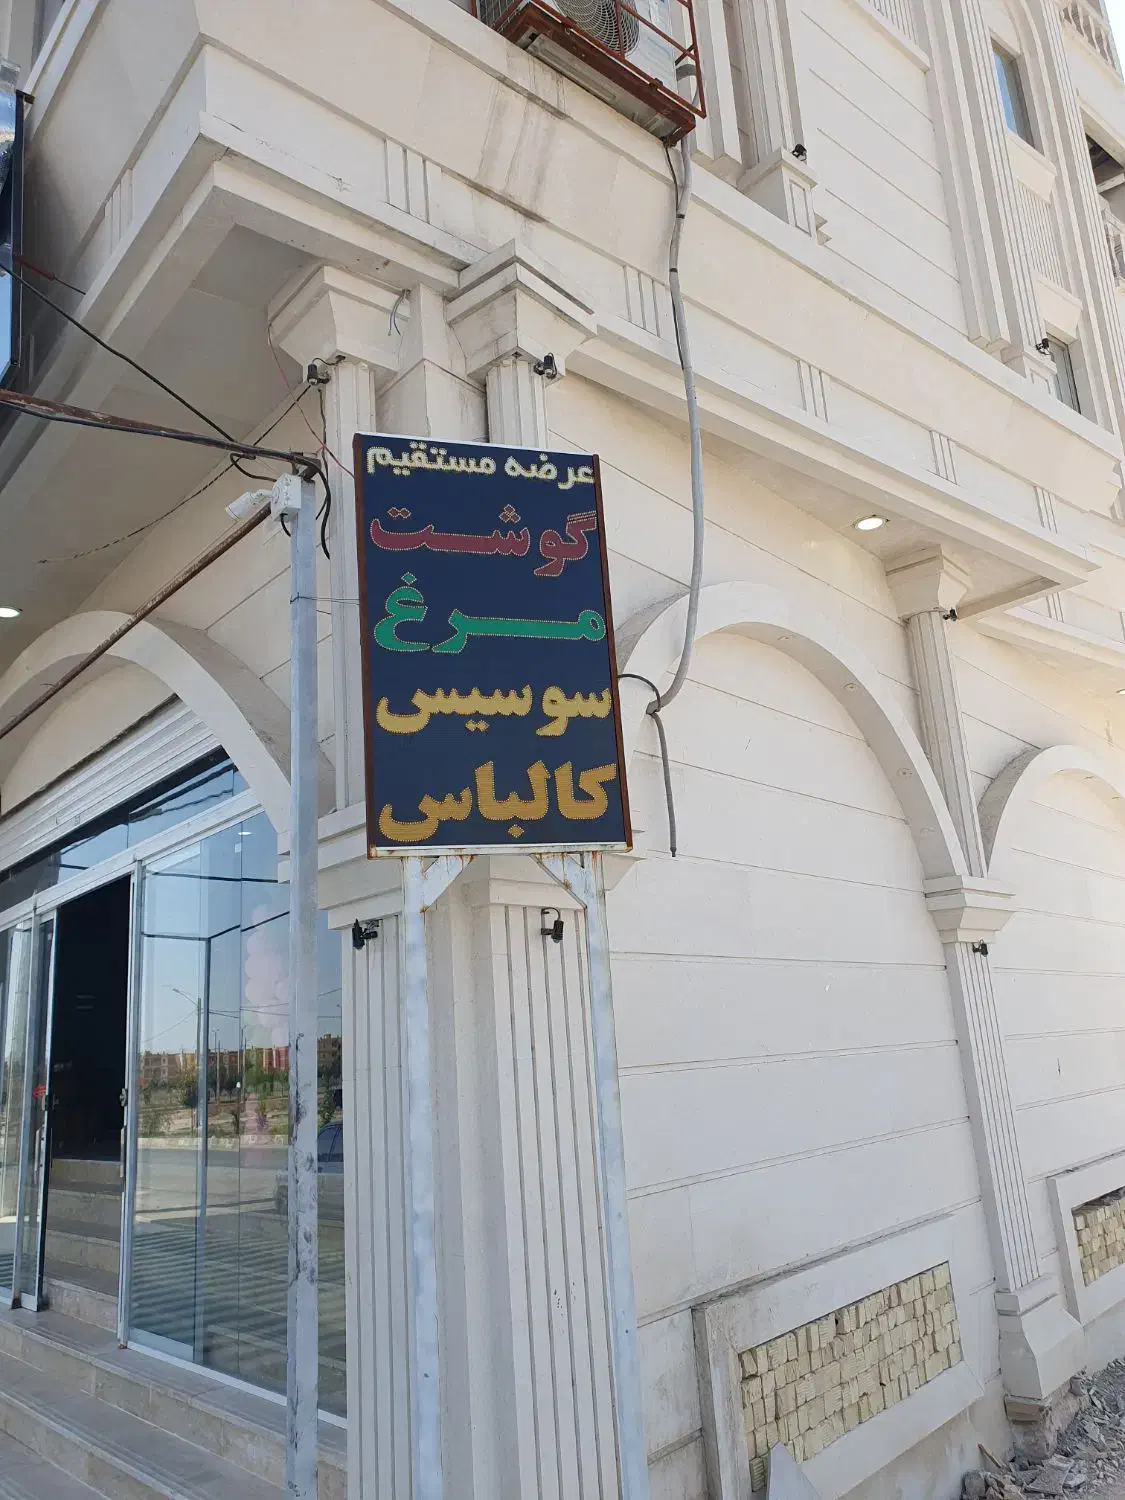 عرضه مستقیم
گوشت
مرغ
سوسیس
کالباس